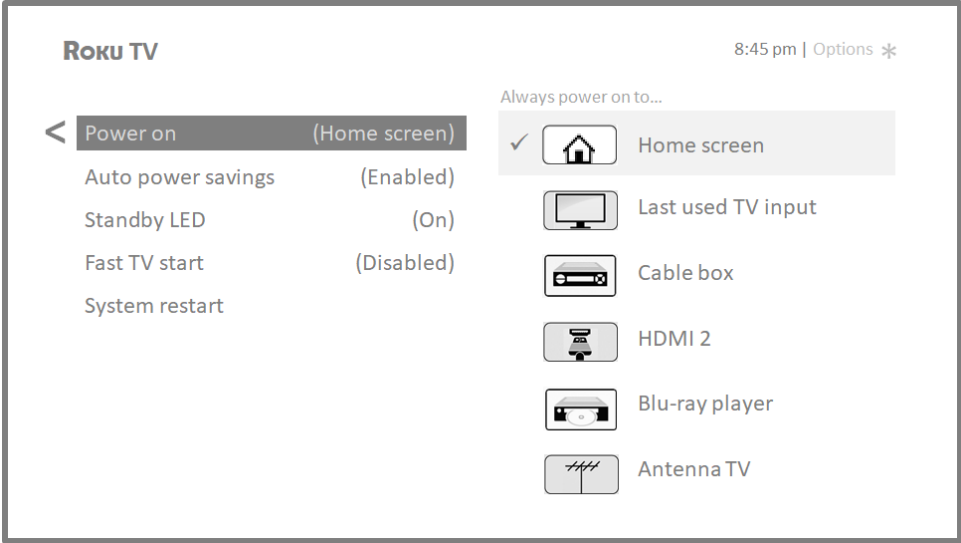 Roku TV
8:45 pm | Options *
Always power on to...
< Power on (Home screen)
Auto power savings (Enabled)
Standby LED (On)
Fast TV start (Disabled)
System restart
✓ Home screen
Last used TV input
Cable box
HDMI 2
Blu-ray player
Antenna TV